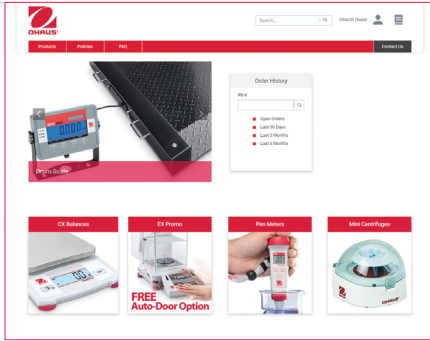 OHAUS
Search...
OHAUS Dealer
Products
Policies
FAQ
Contact Us
Order History
PO #
Open Orders
Last 30 Days
Last 3 Months
Last 6 Months
Drum Scale
CX Balances
EX Promo
Pen Meters
Mini Centrifuges
FREE
Auto-Door Option
OHAUS